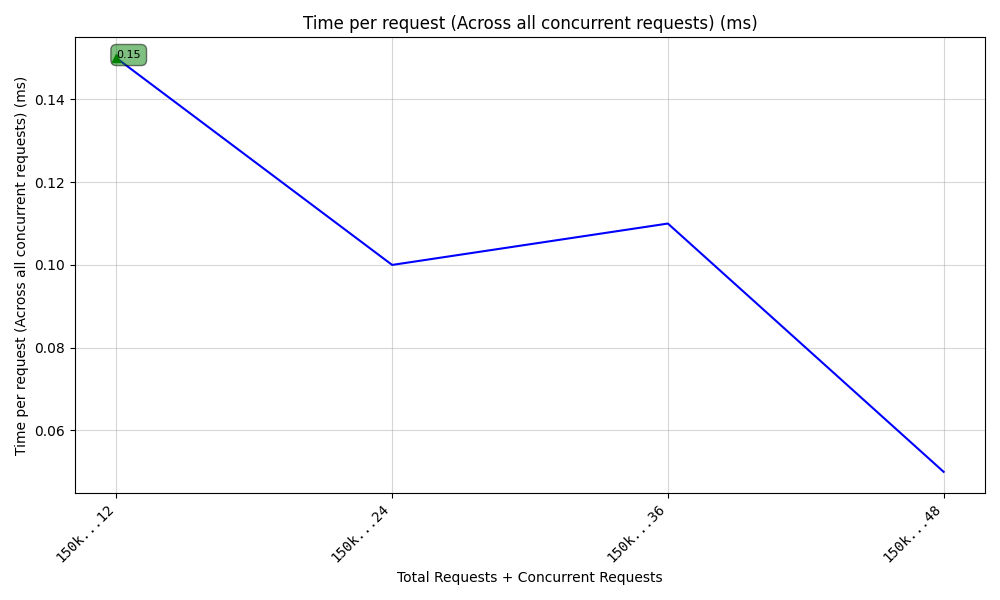 Time per request (Across all concurrent requests) (ms)
0.15
Time per request (Across all concurrent requests) (ms)
0.14
0.12
0.10
0.08
0.06
150k...12
150k...24
150k...36
150k...48
Total Requests + Concurrent Requests